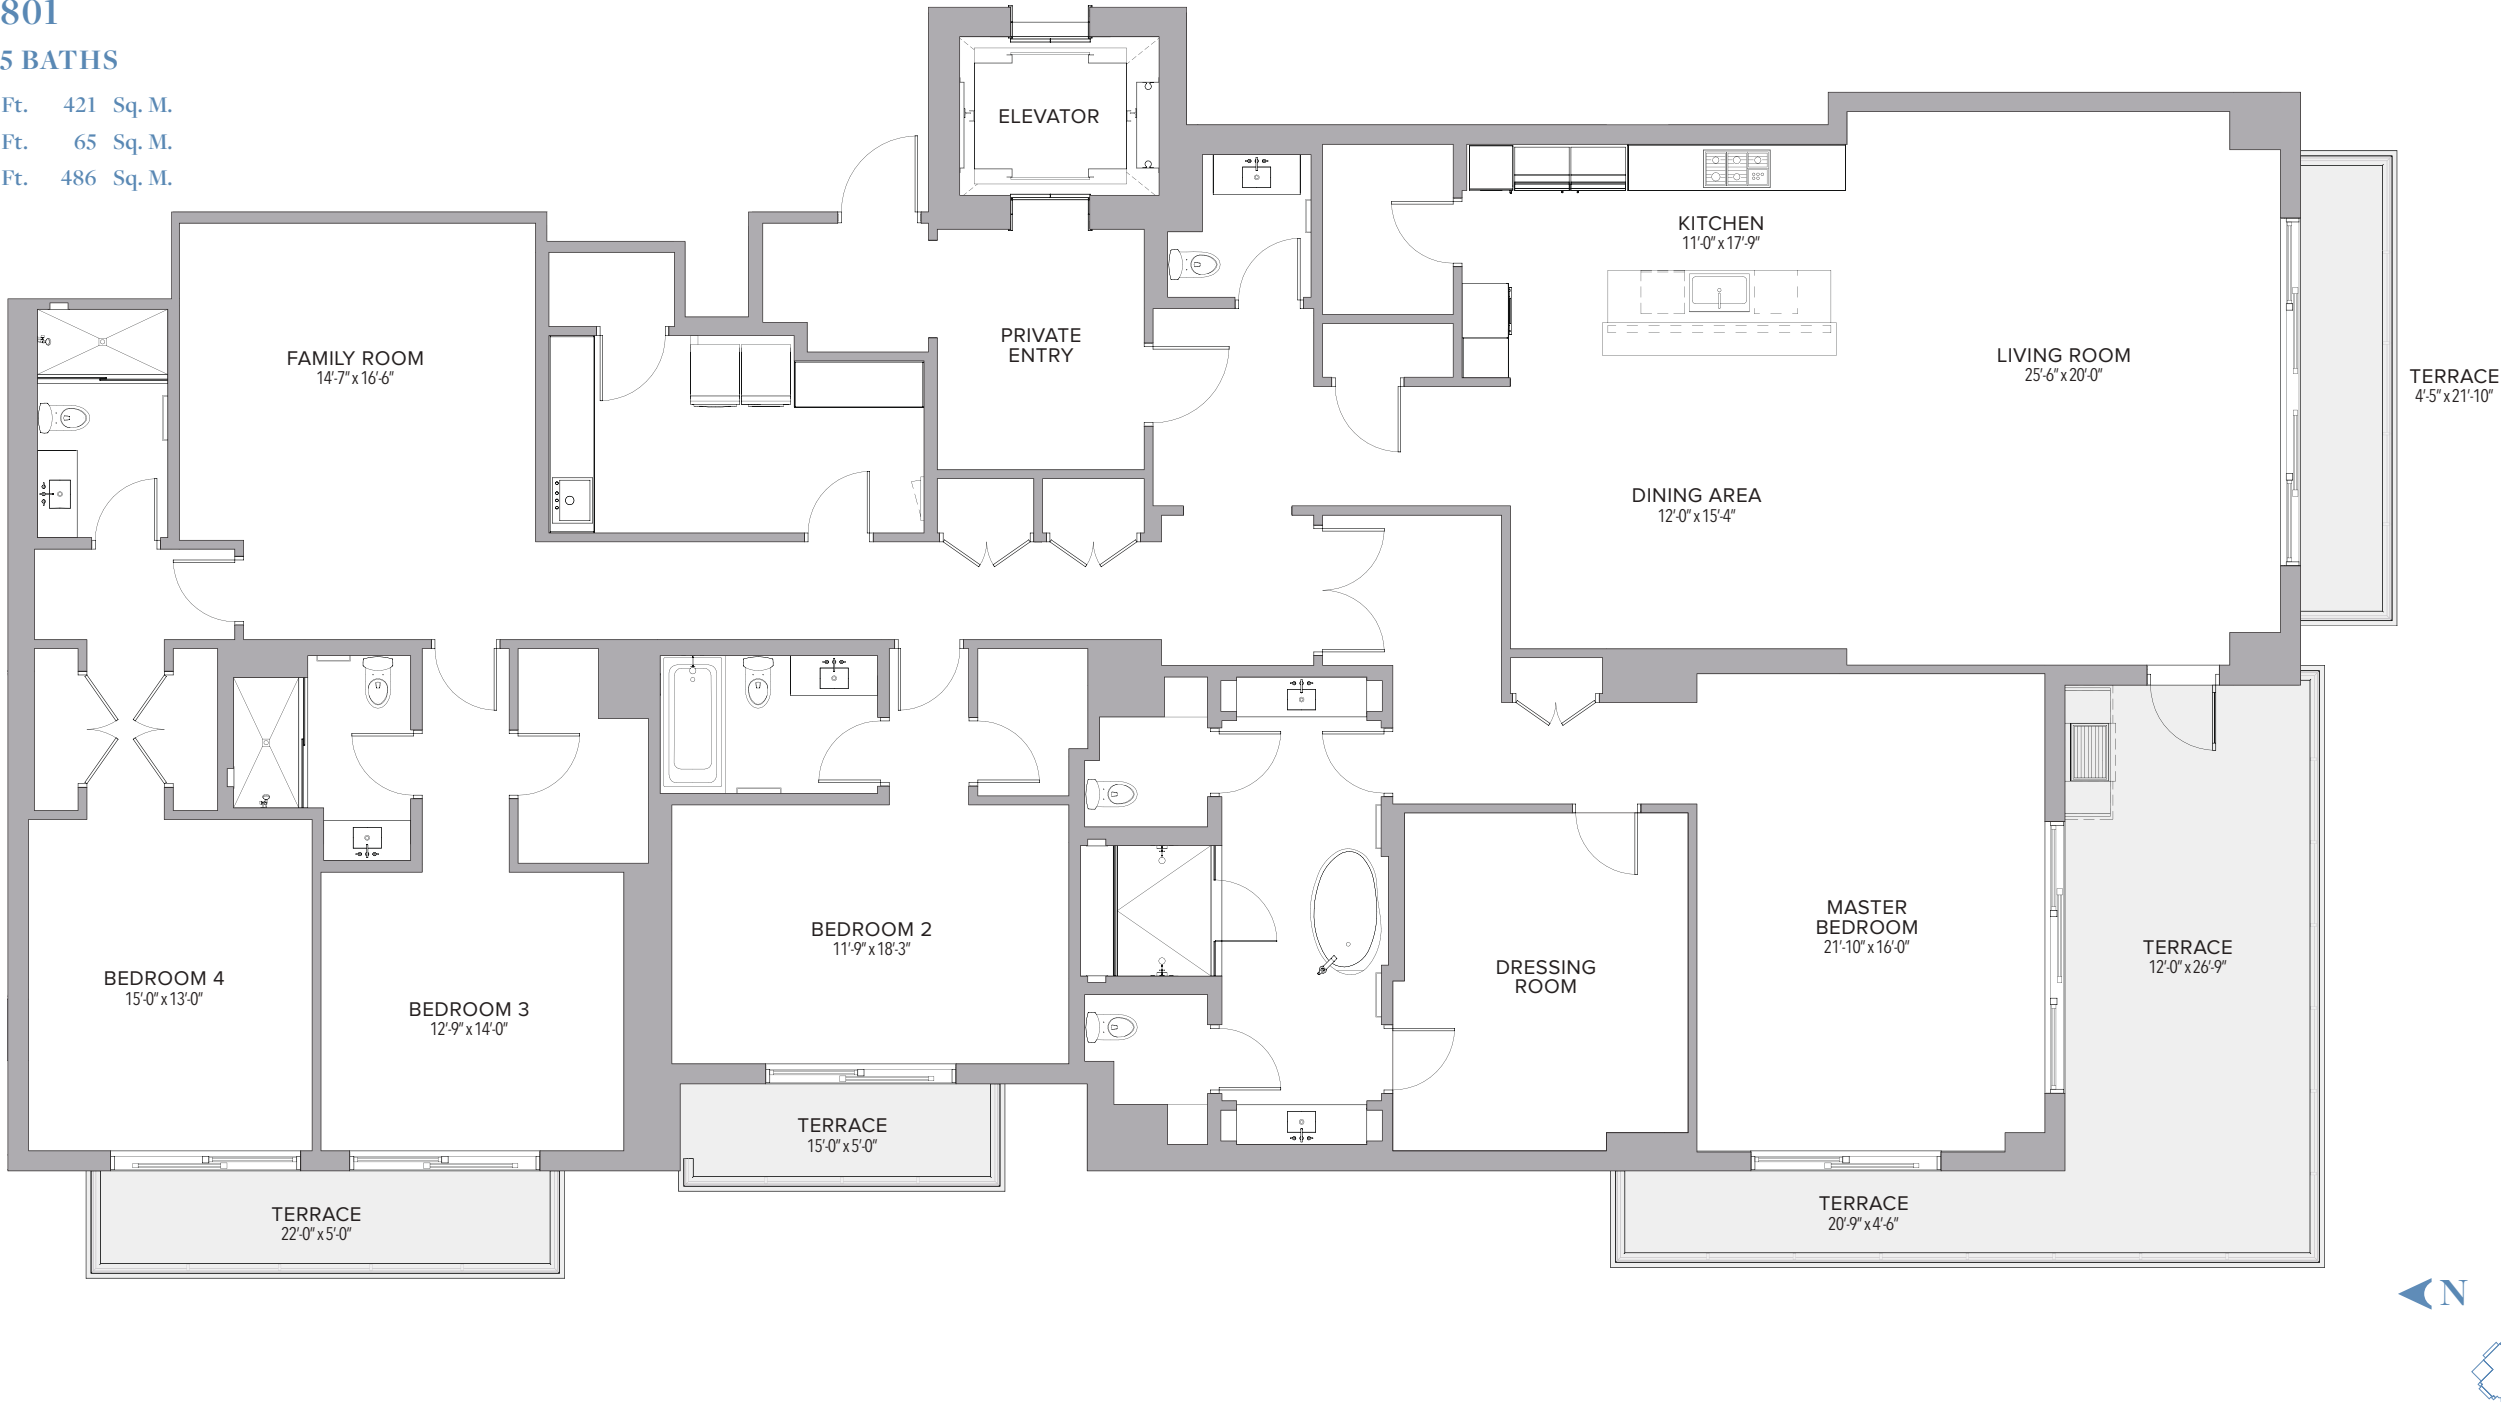 801
5 BATHS
Ft. 421 Sq. M.
Ft. 65 Sq. M.
Ft. 486 Sq. M.
ELEVATOR
KITCHEN
11'-0" x 17'-9"
PRIVATE
ENTRY
FAMILY ROOM
14'-7" x 16'-6"
LIVING ROOM
25'-6" x 20'-0"
TERRACE
4'-5" x 21'-10"
DINING AREA
12'-0" x 15'-4"
MASTER
BEDROOM
21'-10" x 16'-0"
BEDROOM 2
11'-9" x 18'-3"
TERRACE
12'-0" x 26'-9"
DRESSING
ROOM
BEDROOM 4
15'-0" x 13'-0"
BEDROOM 3
12'-9" x 14'-0"
TERRACE
15'-0" x 5'-0"
TERRACE
20'-9" x 4'-6"
TERRACE
22'-0" x 5'-0"
N